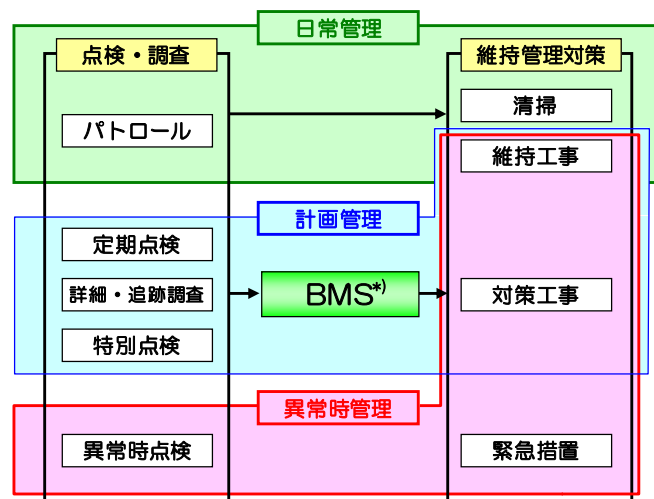 日常管理
点検・調査
維持管理対策
清掃
パトロール
維持工事
計画管理
定期点検
詳細・追跡調査
BMS*)
対策工事
特別点検
異常時管理
異常時点検
緊急措置